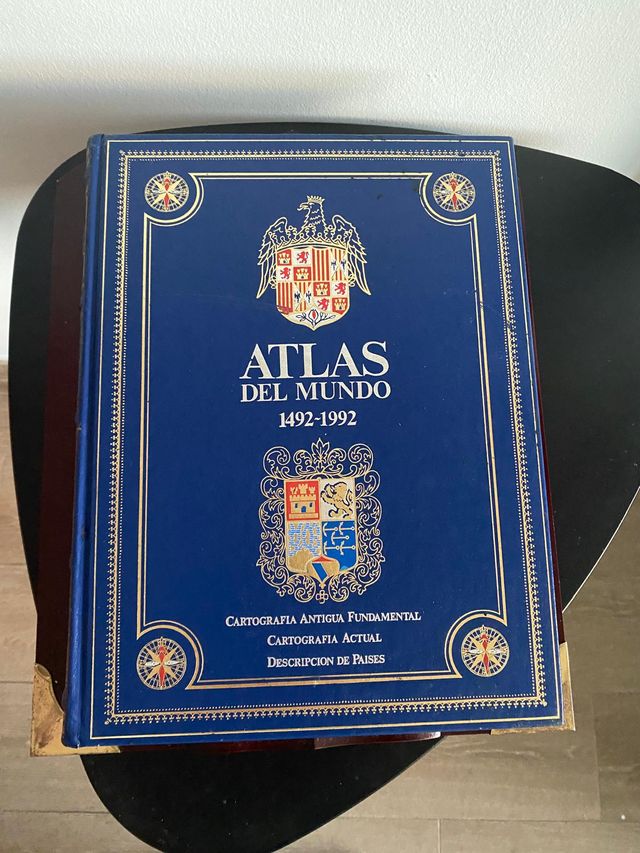 ATLAS
DEL MUNDO
1492-1992
CARTOGRAFIA ANTIGUA FUNDAMENTAL
CARTOGRAFIA ACTUAL
DESCRIPCION DE PAISES